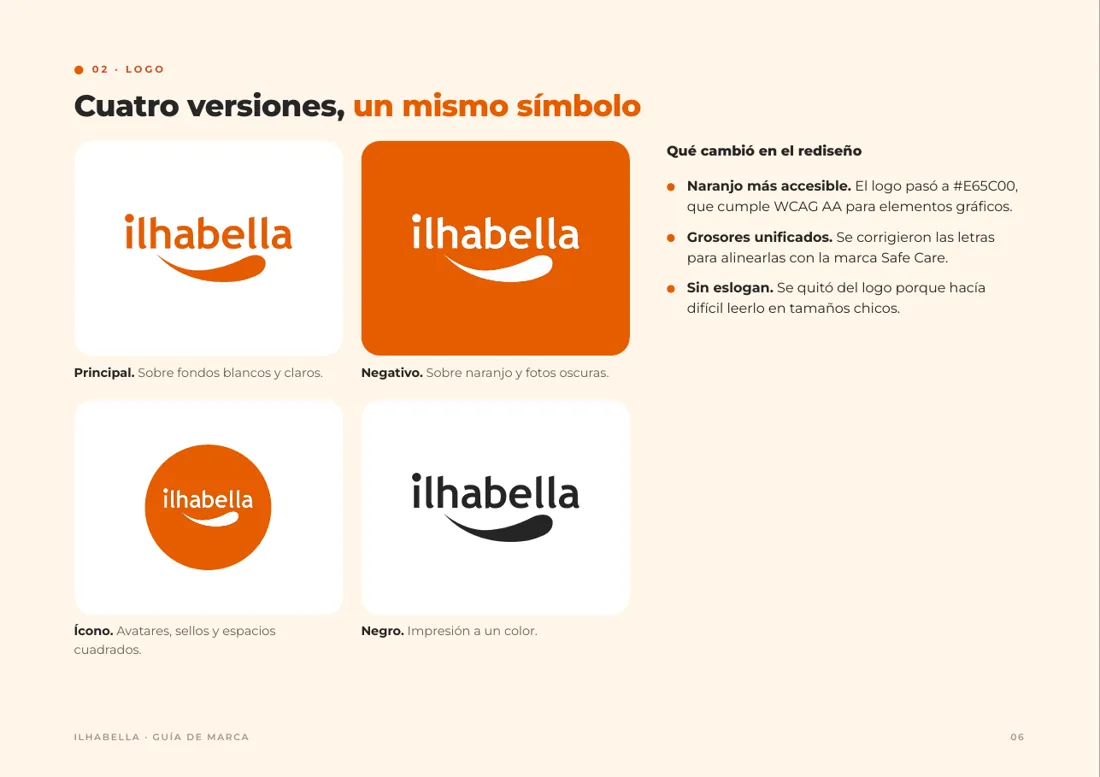 02 · LOGO
Cuatro versiones, un mismo símbolo
ilhabella
Principal. Sobre fondos blancos y claros.
ilhabella
Negativo. Sobre naranjo y fotos oscuras.
ilhabella
Ícono. Avatares, sellos y espacios
cuadrados.
ilhabella
Negro. Impresión a un color.
Qué cambió en el rediseño
Naranjo más accesible. El logo pasó a #E65C00,
que cumple WCAG AA para elementos gráficos.
Grosores unificados. Se corrigieron las letras
para alinearlas con la marca Safe Care.
Sin eslogan. Se quitó del logo porque hacía
difícil leerlo en tamaños chicos.
ILHABELLA · GUÍA DE MARCA
06